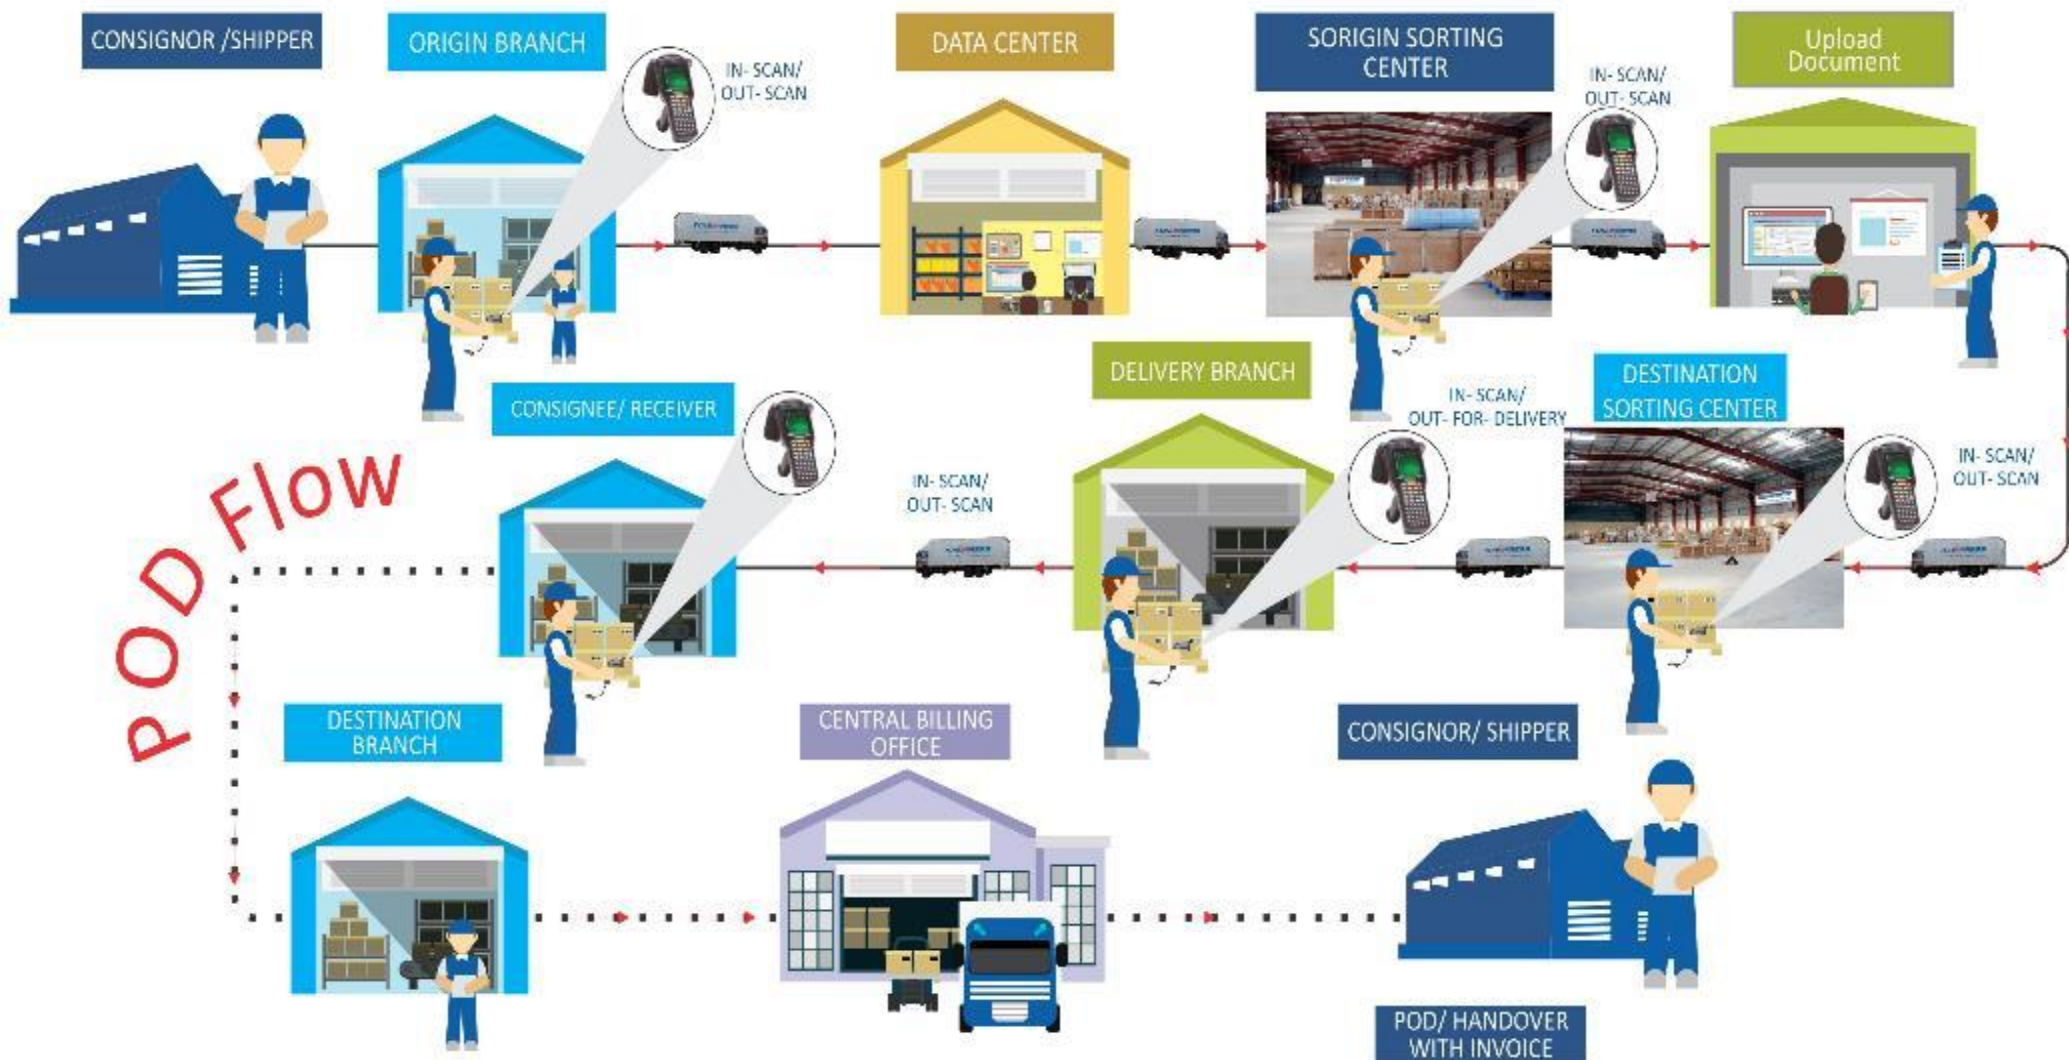 CONSIGNOR /SHIPPER
ORIGIN BRANCH
IN- SCAN/
OUT- SCAN
DATA CENTER
SORIGIN SORTING
CENTER
IN- SCAN/
OUT- SCAN
Upload
Document
CONSIGNEE/ RECEIVER
IN- SCAN/
OUT- SCAN
DELIVERY BRANCH
IN- SCAN/
OUT- FOR- DELIVERY
DESTINATION
SORTING CENTER
IN- SCAN/
OUT- SCAN
POD Flow
DESTINATION
BRANCH
CENTRAL BILLING
OFFICE
CONSIGNOR/ SHIPPER
POD/ HANDOVER
WITH INVOICE